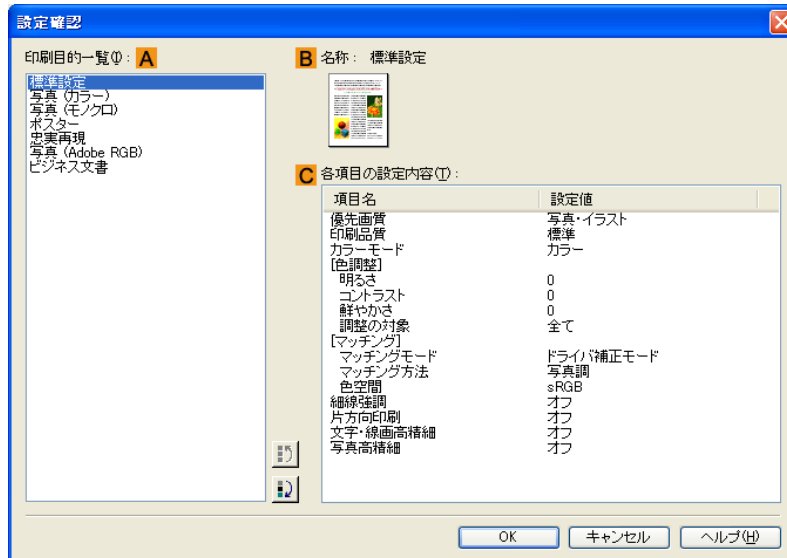 設定確認
印刷目的一覧(I): A
標準設定
写真 (カラー)
写真 (モノクロ)
ポスター
忠実再現
写真 (Adobe RGB)
ビジネス文書
B 名称: 標準設定
C 各項目の設定内容(T):
項目名 設定値
優先画質 写真・イラスト
印刷品質 標準
カラーモード カラー
[色調整]
明るさ 0
コントラスト 0
鮮やかさ 0
調整の対象 全て
[マッチング]
マッチングモード ドライバ補正モード
マッチング方法 写真調
色空間 sRGB
細線強調 オフ
片方向印刷 オフ
文字・線画高精細 オフ
写真高精細 オフ
OK キャンセル ヘルプ(H)